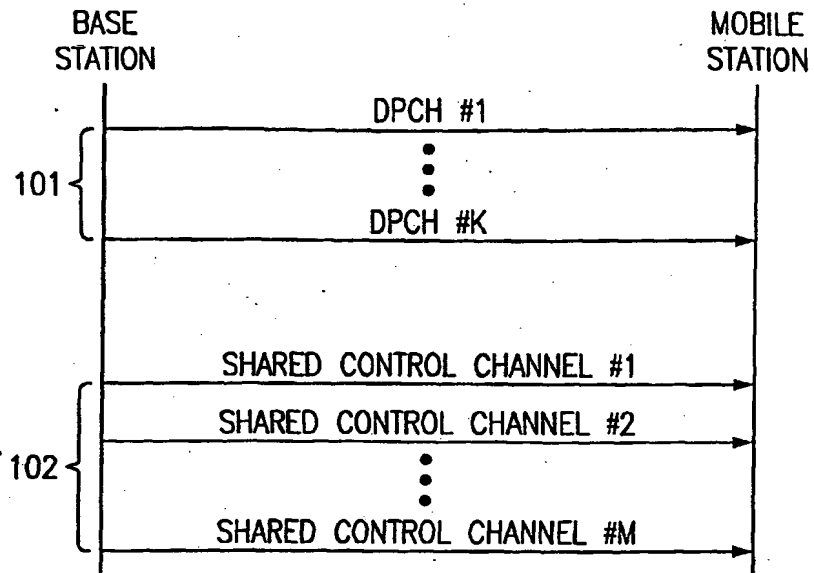 BASE
STATION
MOBILE
STATION
DPCH #1
101
DPCH #K
SHARED CONTROL CHANNEL #1
SHARED CONTROL CHANNEL #2
102
SHARED CONTROL CHANNEL #M